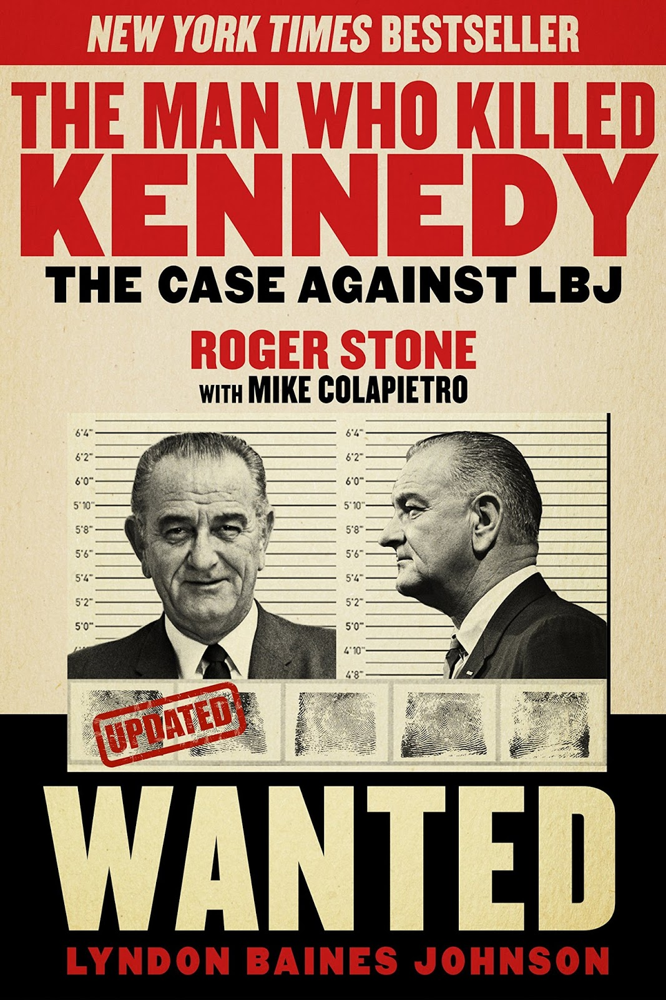 NEW YORK TIMES BESTSELLER
THE MAN WHO KILLED
KENNEDY
THE CASE AGAINST LBJ
ROGER STONE
WITH MIKE COLAPIETRO
6'4" 6'4"
6'2" 6'2"
6'0" 6'0"
5'10" 5'10"
5'8" 5'8"
5'6" 5'6"
5'4" 5'4"
5'2" 5'2"
5'0" 5'0"
4'10"
4'8"
UPDATED
WANTED
LYNDON BAINES JOHNSON